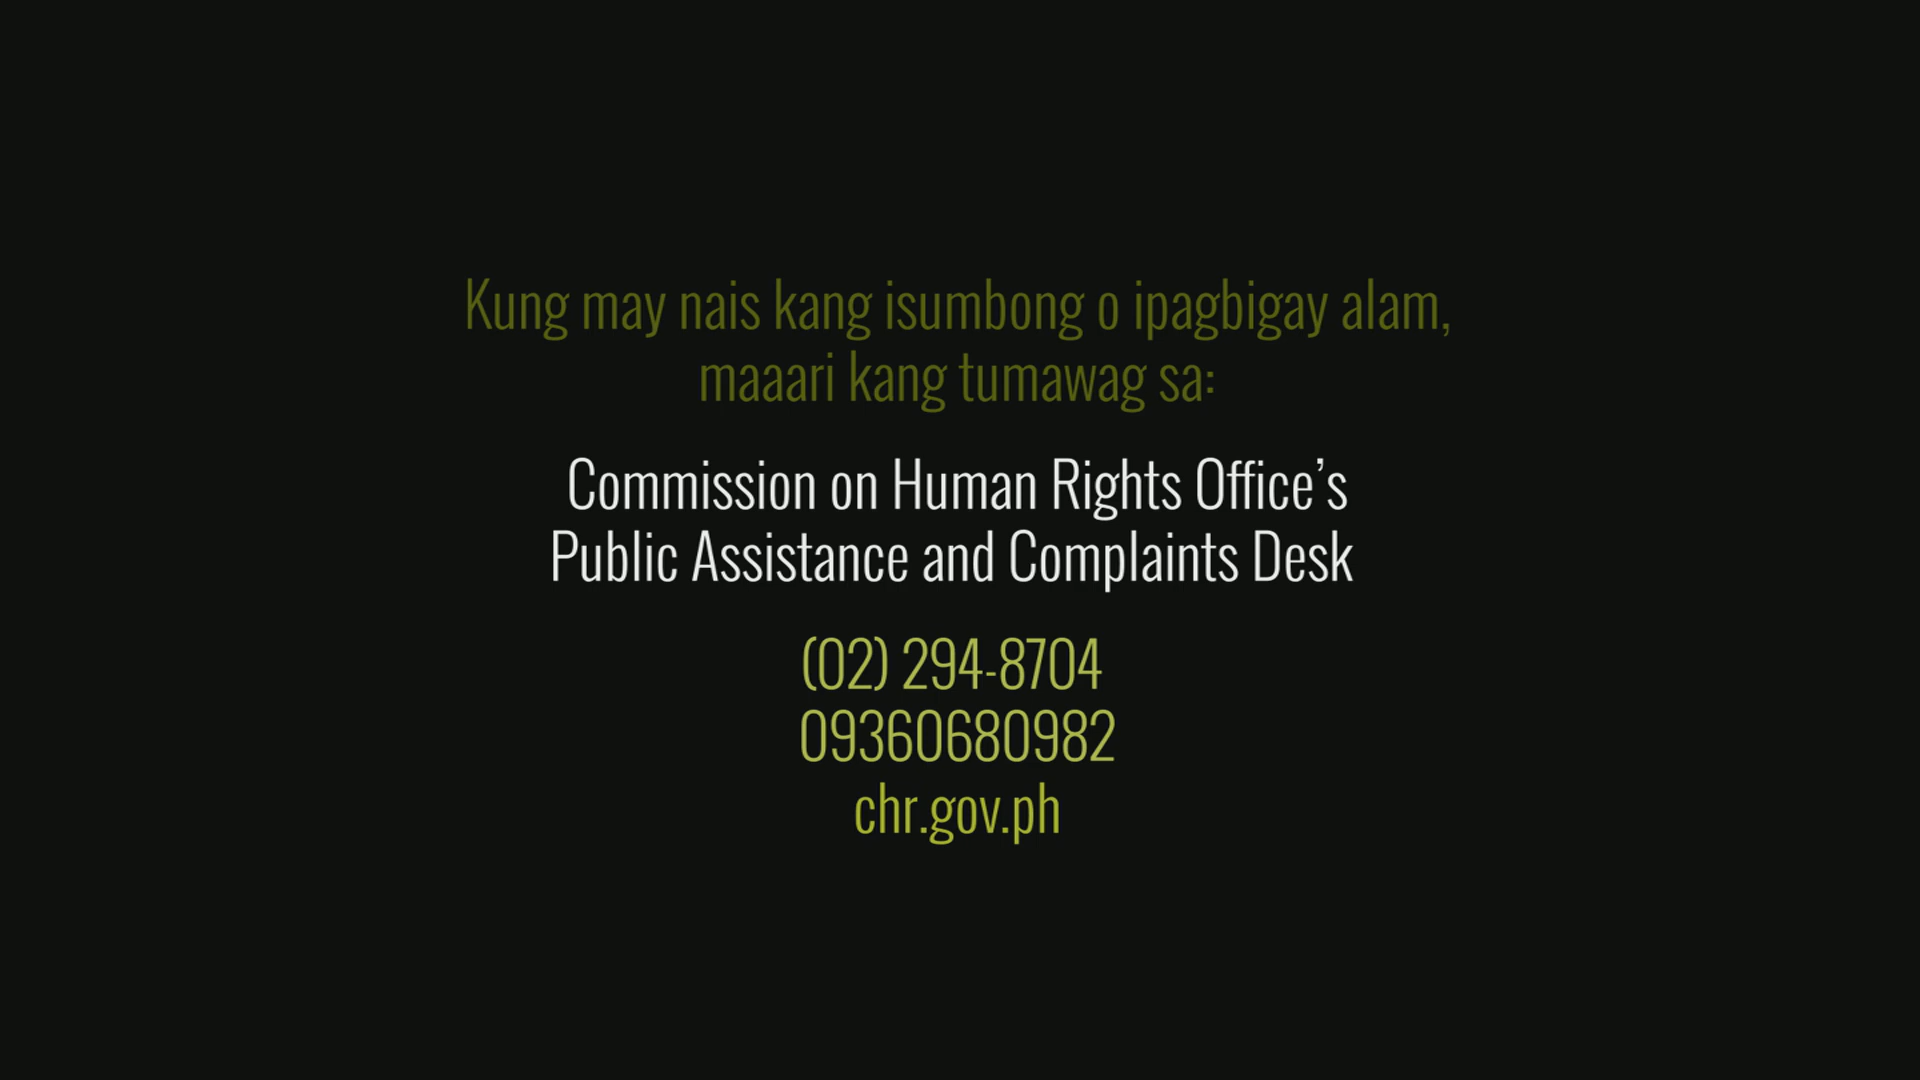 Kung may nais kang isumbong o ipagbigay alam,
maaari kang tumawag sa:
Commission on Human Rights Office’s
Public Assistance and Complaints Desk
(02) 294-8704
09360680982
chr.gov.ph